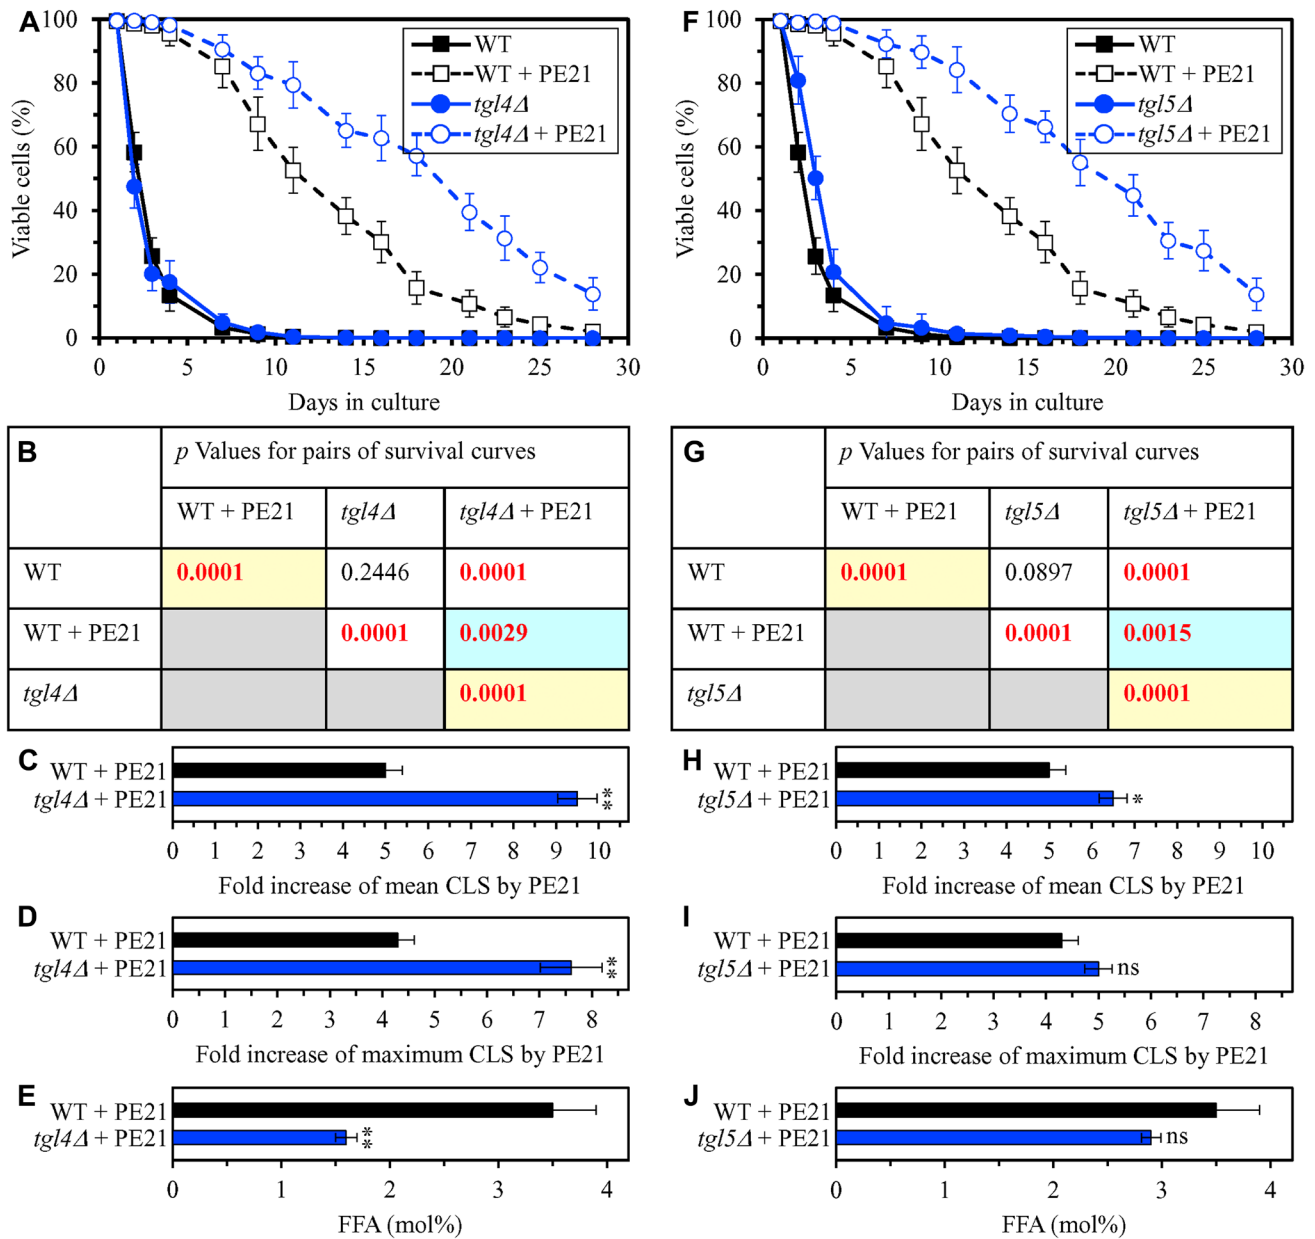 A
100
80
60
40
20
0
Viable cells (%)
WT
WT + PE21
tgl4Δ
tgl4Δ + PE21
0 5 10 15 20 25 30
Days in culture
B
p Values for pairs of survival curves
WT + PE21 tgl4Δ tgl4Δ + PE21
WT 0.0001 0.2446 0.0001
WT + PE21 0.0001 0.0029
tgl4Δ 0.0001
C
WT + PE21
tgl4Δ + PE21 **
0 1 2 3 4 5 6 7 8 9 10
Fold increase of mean CLS by PE21
D
WT + PE21
tgl4Δ + PE21 **
0 1 2 3 4 5 6 7 8
Fold increase of maximum CLS by PE21
E
WT + PE21
tgl4Δ + PE21 **
0 1 2 3 4
FFA (mol%)
F
100
80
60
40
20
0
Viable cells (%)
WT
WT + PE21
tgl5Δ
tgl5Δ + PE21
0 5 10 15 20 25 30
Days in culture
G
p Values for pairs of survival curves
WT + PE21 tgl5Δ tgl5Δ + PE21
WT 0.0001 0.0897 0.0001
WT + PE21 0.0001 0.0015
tgl5Δ 0.0001
H
WT + PE21
tgl5Δ + PE21 *
0 1 2 3 4 5 6 7 8 9 10
Fold increase of mean CLS by PE21
I
WT + PE21
tgl5Δ + PE21 ns
0 1 2 3 4 5 6 7 8
Fold increase of maximum CLS by PE21
J
WT + PE21
tgl5Δ + PE21 ns
0 1 2 3 4
FFA (mol%)